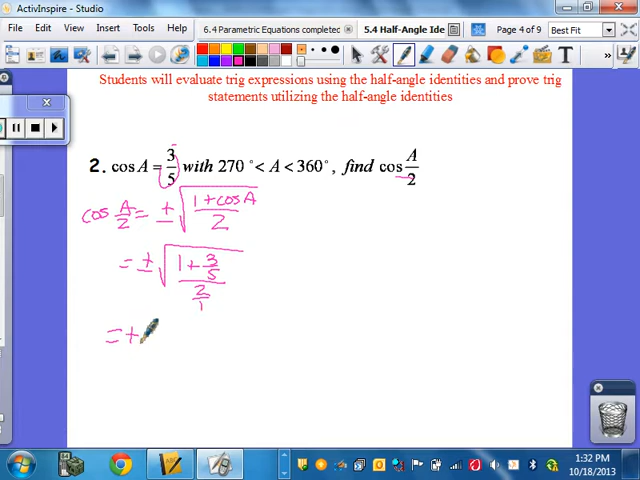 ActivInspire - Studio
File Edit View Insert Tools Help
6.4 Parametric Equations completed 5.4 Half-Angle Ide Page 4 of 9 Best Fit
Students will evaluate trig expressions using the half-angle identities and prove trig
statements utilizing the half-angle identities
2. cos A = 3/5 with 270° < A < 360°, find cos A/2
cos A/2 = ± √((1 + cos A)/2)
= ± √((1 + 3/5)/(2/1))
= +
1:32 PM
10/18/2013